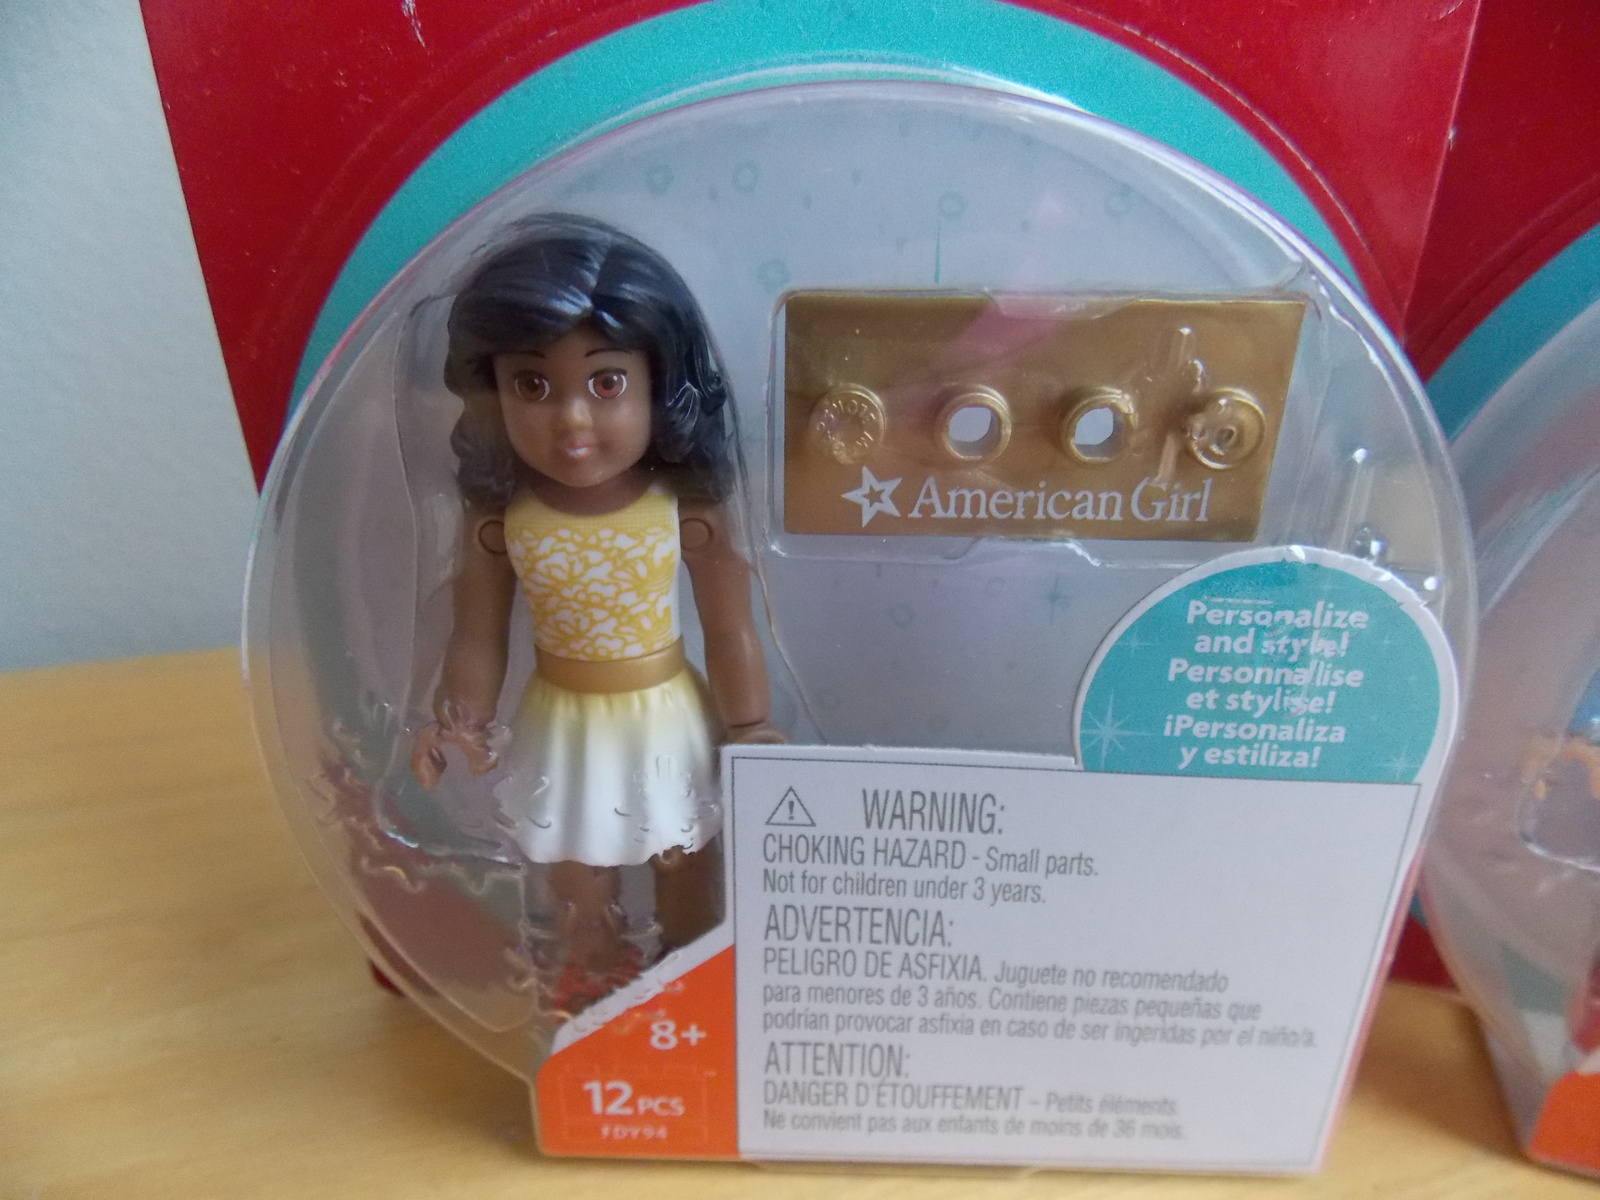 American Girl
Personalize
and style!
Personnalise
et stylise!
¡Personaliza
y estiliza!
WARNING:
CHOKING HAZARD - Small parts.
Not for children under 3 years.
ADVERTENCIA:
PELIGRO DE ASFIXIA. Juguete no recomendado
para menores de 3 años. Contiene piezas pequeñas que
podrían provocar asfixia en caso de ser ingeridas por el niño/a.
ATTENTION:
DANGER D'ÉTOUFFEMENT – Petits éléments.
Ne convient pas aux enfants de moins de 36 mois.
8+
12 PCS
FDY94